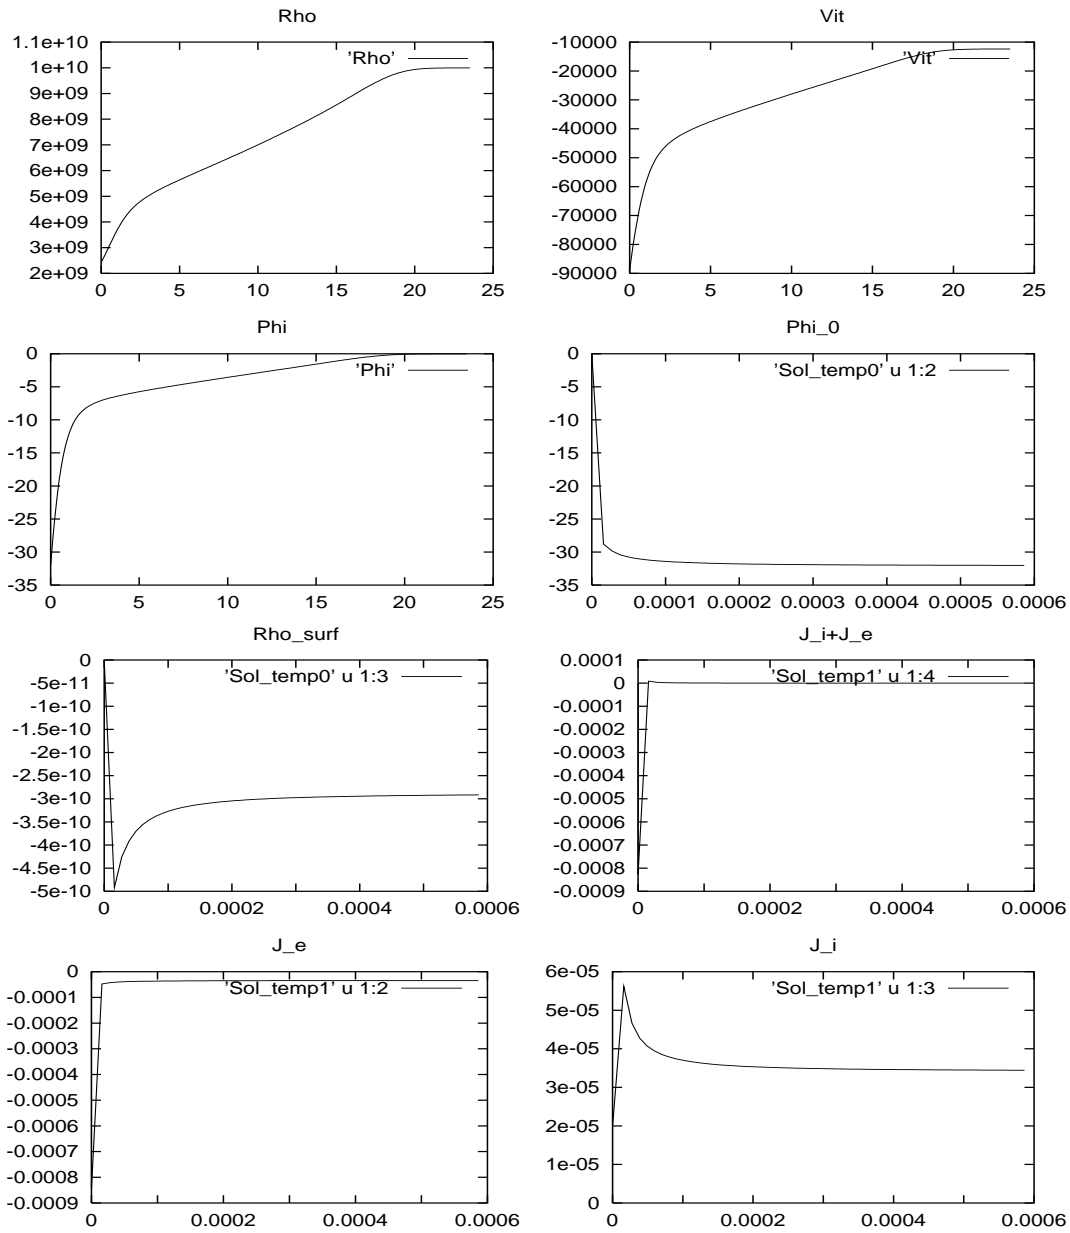 Rho
1.1e+10
1e+10
9e+09
8e+09
7e+09
6e+09
5e+09
4e+09
3e+09
2e+09
'Rho'
0 5 10 15 20 25
Vit
-10000
-20000
-30000
-40000
-50000
-60000
-70000
-80000
-90000
'Vit'
0 5 10 15 20 25
Phi
0
-5
-10
-15
-20
-25
-30
-35
'Phi'
0 5 10 15 20 25
Phi_0
0
-5
-10
-15
-20
-25
-30
-35
'Sol_temp0' u 1:2
0 0.0001 0.0002 0.0003 0.0004 0.0005 0.0006
Rho_surf
0
-5e-11
-1e-10
-1.5e-10
-2e-10
-2.5e-10
-3e-10
-3.5e-10
-4e-10
-4.5e-10
-5e-10
'Sol_temp0' u 1:3
0 0.0002 0.0004 0.0006
J_i+J_e
0.0001
0
-0.0001
-0.0002
-0.0003
-0.0004
-0.0005
-0.0006
-0.0007
-0.0008
-0.0009
'Sol_temp1' u 1:4
0 0.0002 0.0004 0.0006
J_e
0
-0.0001
-0.0002
-0.0003
-0.0004
-0.0005
-0.0006
-0.0007
-0.0008
-0.0009
'Sol_temp1' u 1:2
0 0.0002 0.0004 0.0006
J_i
6e-05
5e-05
4e-05
3e-05
2e-05
1e-05
0
'Sol_temp1' u 1:3
0 0.0002 0.0004 0.0006